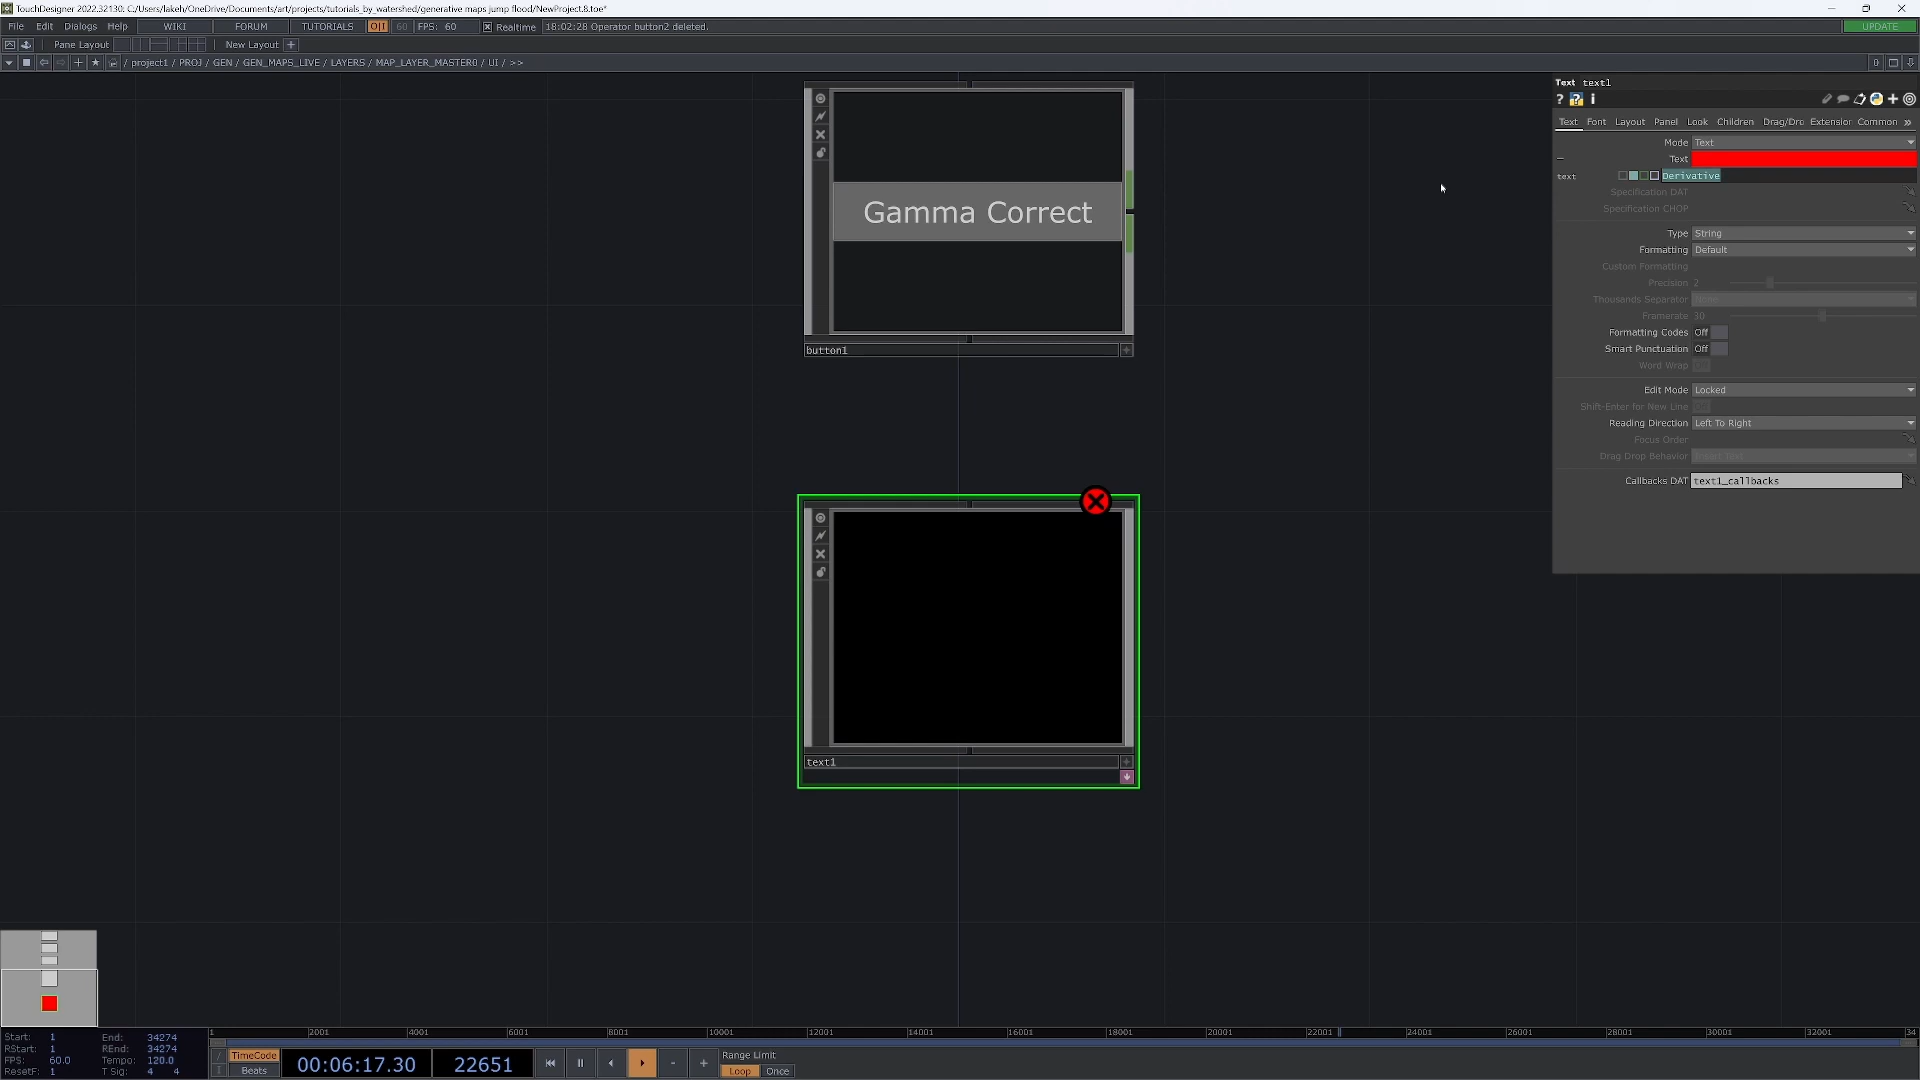 TouchDesigner 2022.32130: C:/Users/lakeh/OneDrive/Documents/art/projects/tutorials_by_watershed/generative maps jump flood/NewProject.8.toe*
File Edit Dialogs Help WIKI FORUM TUTORIALS O|I 60 FPS: 60 Realtime 18:02:28 Operator button2 deleted. UPDATE
Pane Layout New Layout +
/ project1 / PROJ / GEN / GEN_MAPS_LIVE / LAYERS / MAP_LAYER_MASTER0 / UI / >>
Text text1
? ? i
Text Font Layout Panel Look Children Drag/Dro Extension Common »
Mode Text
Text
text Derivative
Specification DAT
Specification CHOP
Type String
Formatting Default
Custom Formatting
Precision 2
Thousands Separator
Framerate 30
Formatting Codes Off
Smart Punctuation Off
Word Wrap
Edit Mode Locked
Shift-Enter for New Line
Reading Direction Left To Right
Focus Order
Drag Drop Behavior Insert Text
Callbacks DAT text1_callbacks
Gamma Correct
button1
text1
Start: 1 End: 34274
RStart: 1 REnd: 34274
FPS: 60.0 Tempo: 120.0
ResetF: 1 T Sig: 4 4
1 2001 4001 6001 8001 10001 12001 14001 16001 18001 20001 22001 24001 26001 28001 30001 32001 34
TimeCode
Beats
00:06:17.30 22651
- +
Range Limit
Loop Once